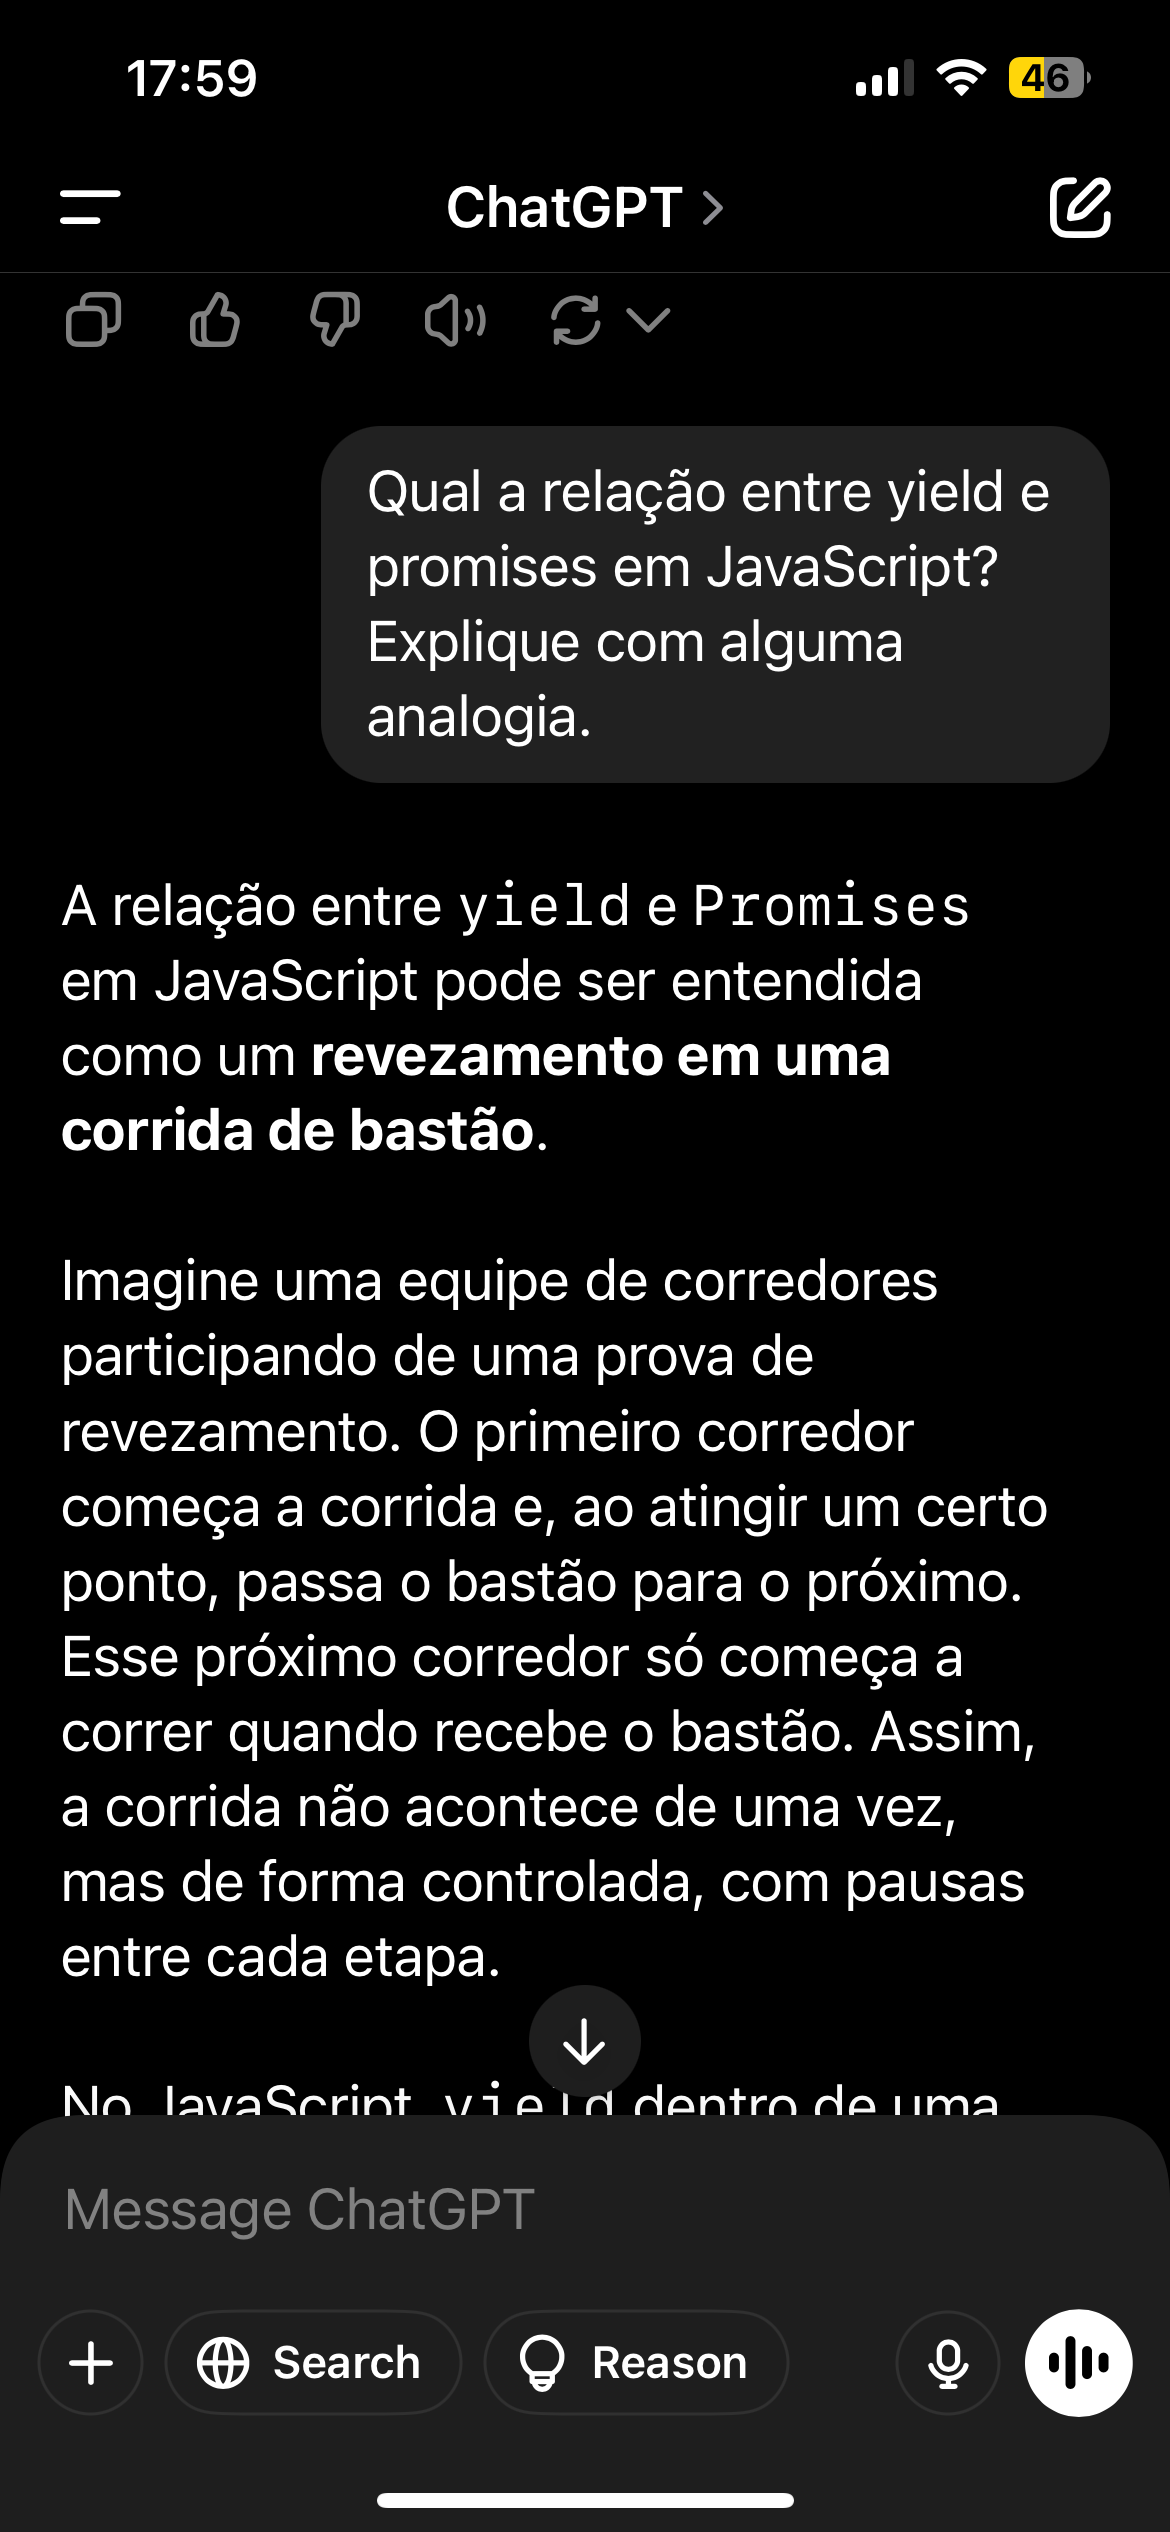 17:59
46
ChatGPT
Qual a relação entre yield e
promises em JavaScript?
Explique com alguma
analogia.
A relação entre yield e Promises
em JavaScript pode ser entendida
como um revezamento em uma
corrida de bastão.
Imagine uma equipe de corredores
participando de uma prova de
revezamento. O primeiro corredor
começa a corrida e, ao atingir um certo
ponto, passa o bastão para o próximo.
Esse próximo corredor só começa a
correr quando recebe o bastão. Assim,
a corrida não acontece de uma vez,
mas de forma controlada, com pausas
entre cada etapa.
No JavaScript, yield dentro de uma
Message ChatGPT
Search
Reason